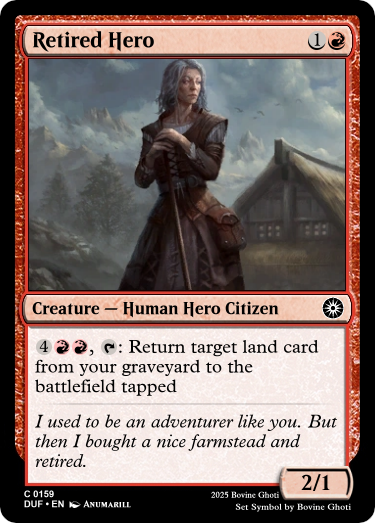 Retired Hero 1
Creature — Human Hero Citizen
4, : Return target land card
from your graveyard to the
battlefield tapped
I used to be an adventurer like you. But
then I bought a nice farmstead and
retired.
2/1
C 0159
DUF • EN ANUMARILL
2025 Bovine Ghoti
Set Symbol by Bovine Ghoti